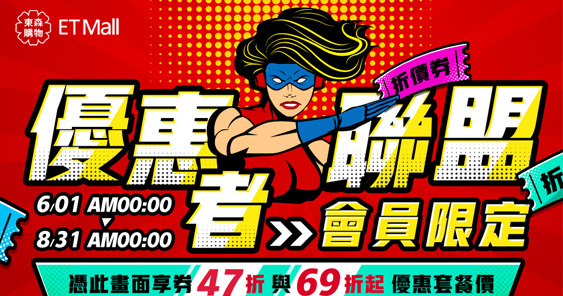 東森購物 ETMall
折價券
優惠者聯盟
6/01 AM00:00
8/31 AM00:00
會員限定
折
憑此畫面享券47折與69折起 優惠套餐價